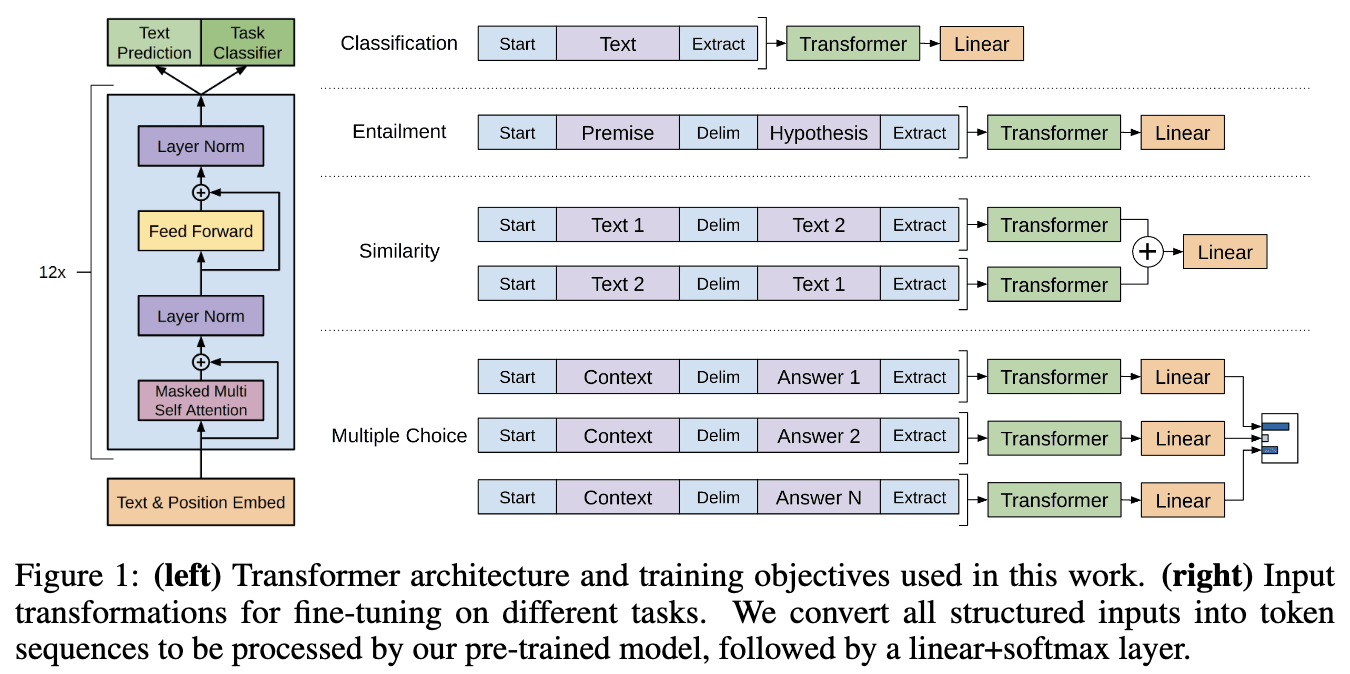 Text
Prediction
Task
Classifier
Layer Norm
+
Feed Forward
12x
Layer Norm
+
Masked Multi
Self Attention
Text & Position Embed
Classification
Start Text Extract Transformer Linear
Entailment
Start Premise Delim Hypothesis Extract Transformer Linear
Similarity
Start Text 1 Delim Text 2 Extract Transformer
+ Linear
Start Text 2 Delim Text 1 Extract Transformer
Multiple Choice
Start Context Delim Answer 1 Extract Transformer Linear
Start Context Delim Answer 2 Extract Transformer Linear
Start Context Delim Answer N Extract Transformer Linear
Figure 1: (left) Transformer architecture and training objectives used in this work. (right) Input
transformations for fine-tuning on different tasks. We convert all structured inputs into token
sequences to be processed by our pre-trained model, followed by a linear+softmax layer.